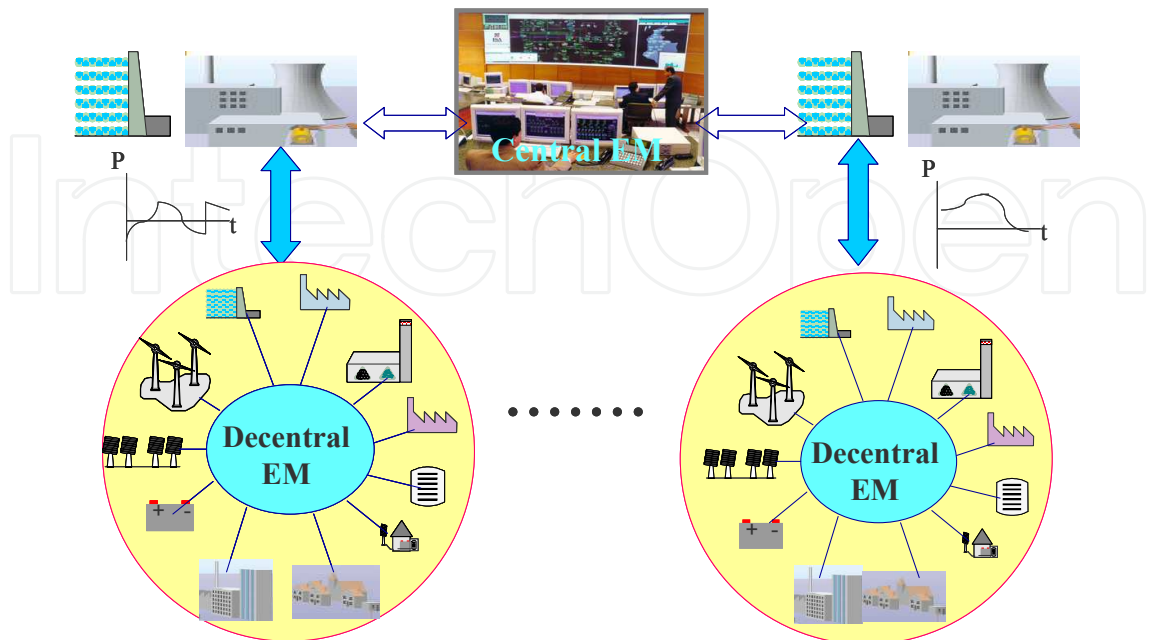 Central EM
P
t
P
t
IntechOpen
Decentral
EM
Decentral
EM
+ -
+ -